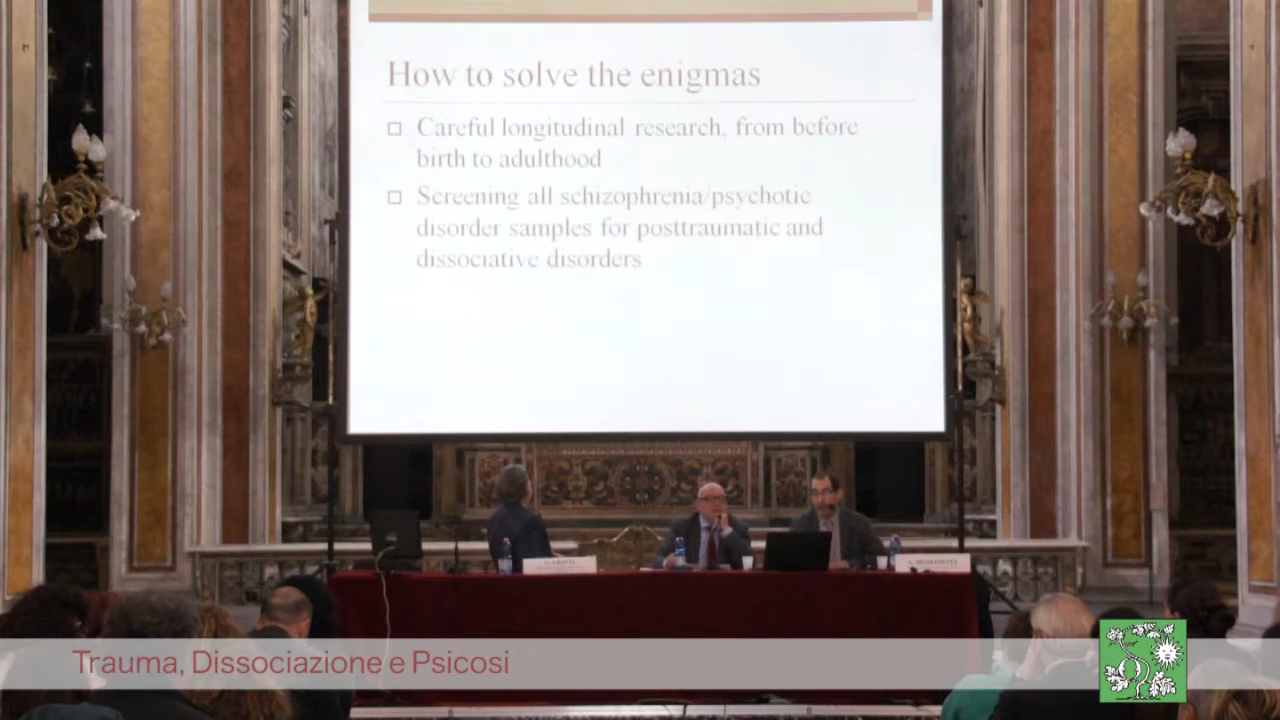 How to solve the enigmas
Careful longitudinal research, from before
birth to adulthood
Screening all schizophrenia/psychotic
disorder samples for posttraumatic and
dissociative disorders
A. MOSKOWITZ
Trauma, Dissociazione e Psicosi